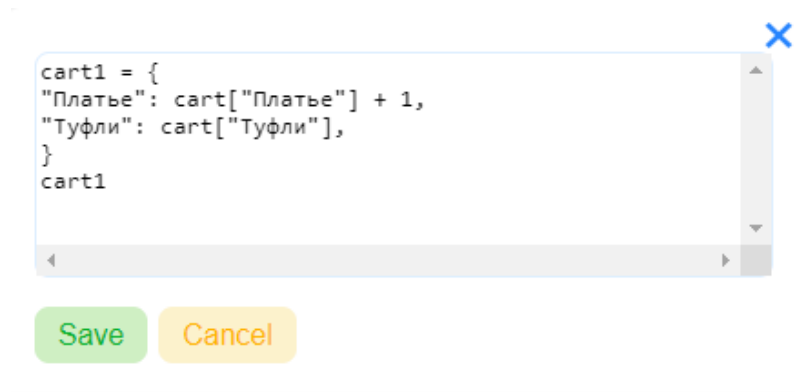 cart1 = {
"Платье": cart["Платье"] + 1,
"Туфли": cart["Туфли"],
}
cart1
Save Cancel